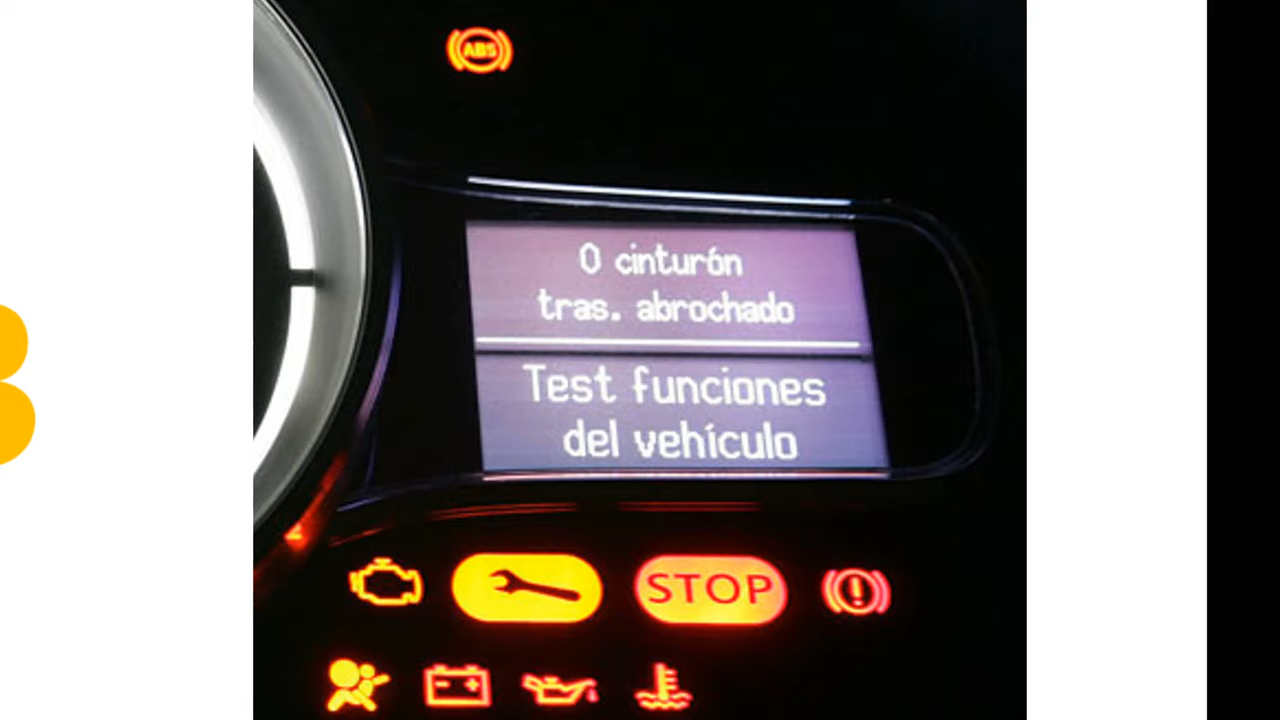 ABS
0 cinturón
tras. abrochado
Test funciones
del vehículo
STOP